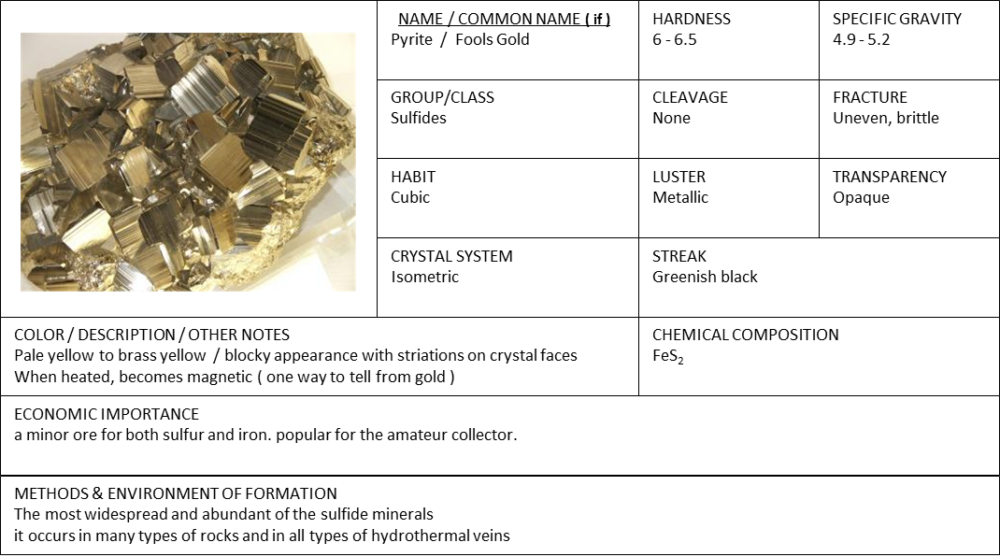 NAME / COMMON NAME ( if )
Pyrite / Fools Gold
HARDNESS
6 - 6.5
SPECIFIC GRAVITY
4.9 - 5.2
GROUP/CLASS
Sulfides
CLEAVAGE
None
FRACTURE
Uneven, brittle
HABIT
Cubic
LUSTER
Metallic
TRANSPARENCY
Opaque
CRYSTAL SYSTEM
Isometric
STREAK
Greenish black
COLOR / DESCRIPTION / OTHER NOTES
Pale yellow to brass yellow / blocky appearance with striations on crystal faces
When heated, becomes magnetic ( one way to tell from gold )
CHEMICAL COMPOSITION
FeS₂
ECONOMIC IMPORTANCE
a minor ore for both sulfur and iron. popular for the amateur collector.
METHODS & ENVIRONMENT OF FORMATION
The most widespread and abundant of the sulfide minerals
it occurs in many types of rocks and in all types of hydrothermal veins